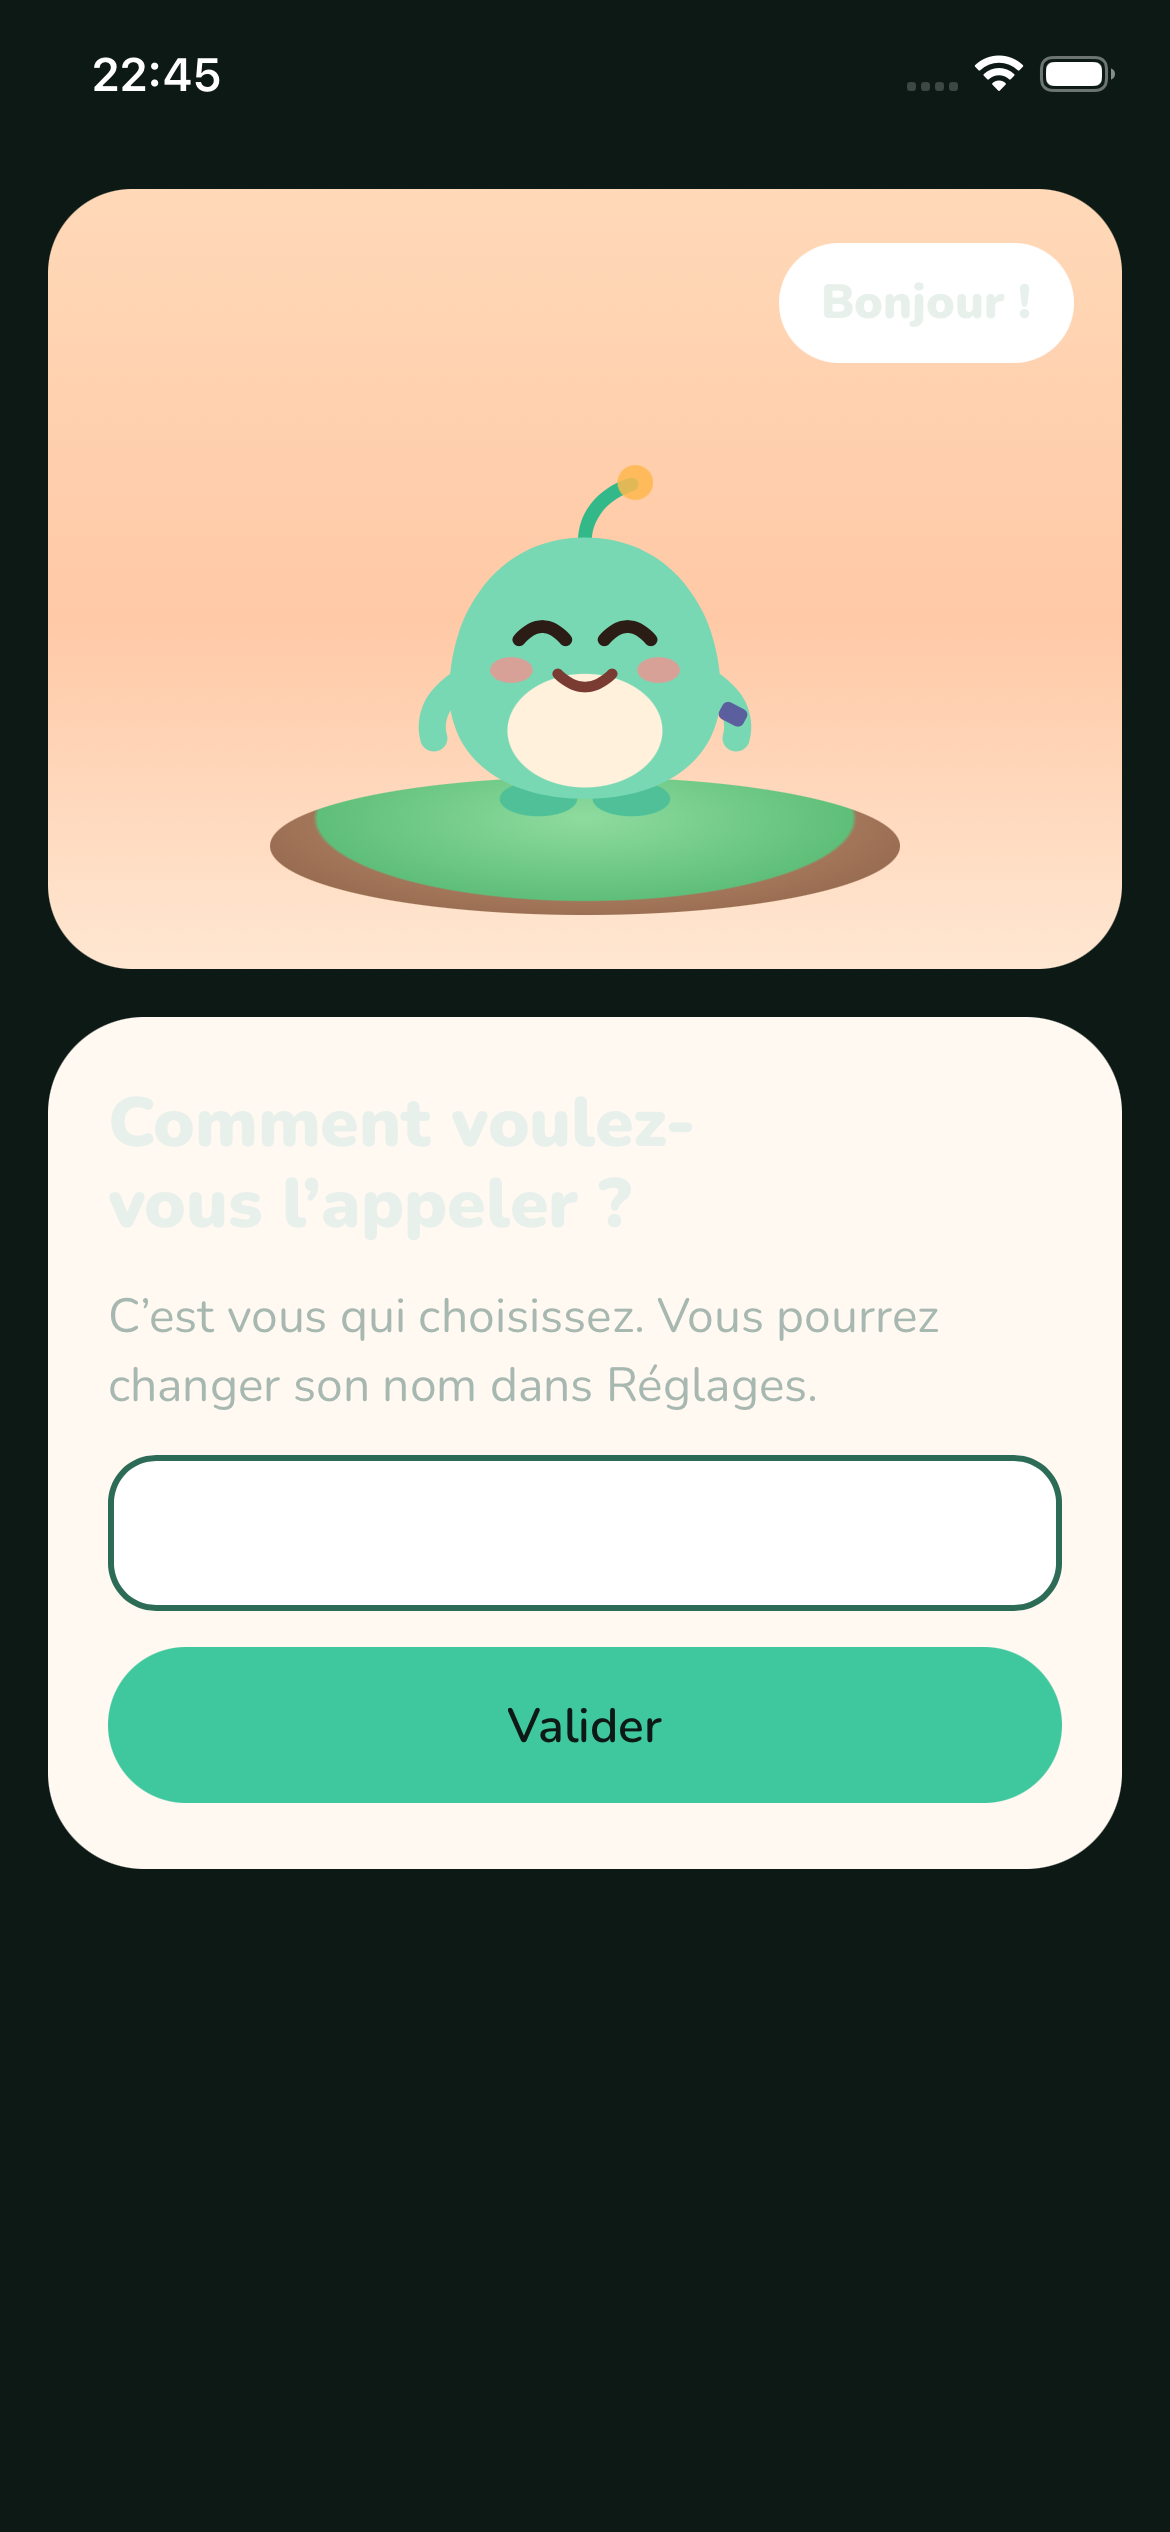 22:45
Bonjour !
Comment voulez-
vous l’appeler ?
C’est vous qui choisissez. Vous pourrez
changer son nom dans Réglages.
Valider